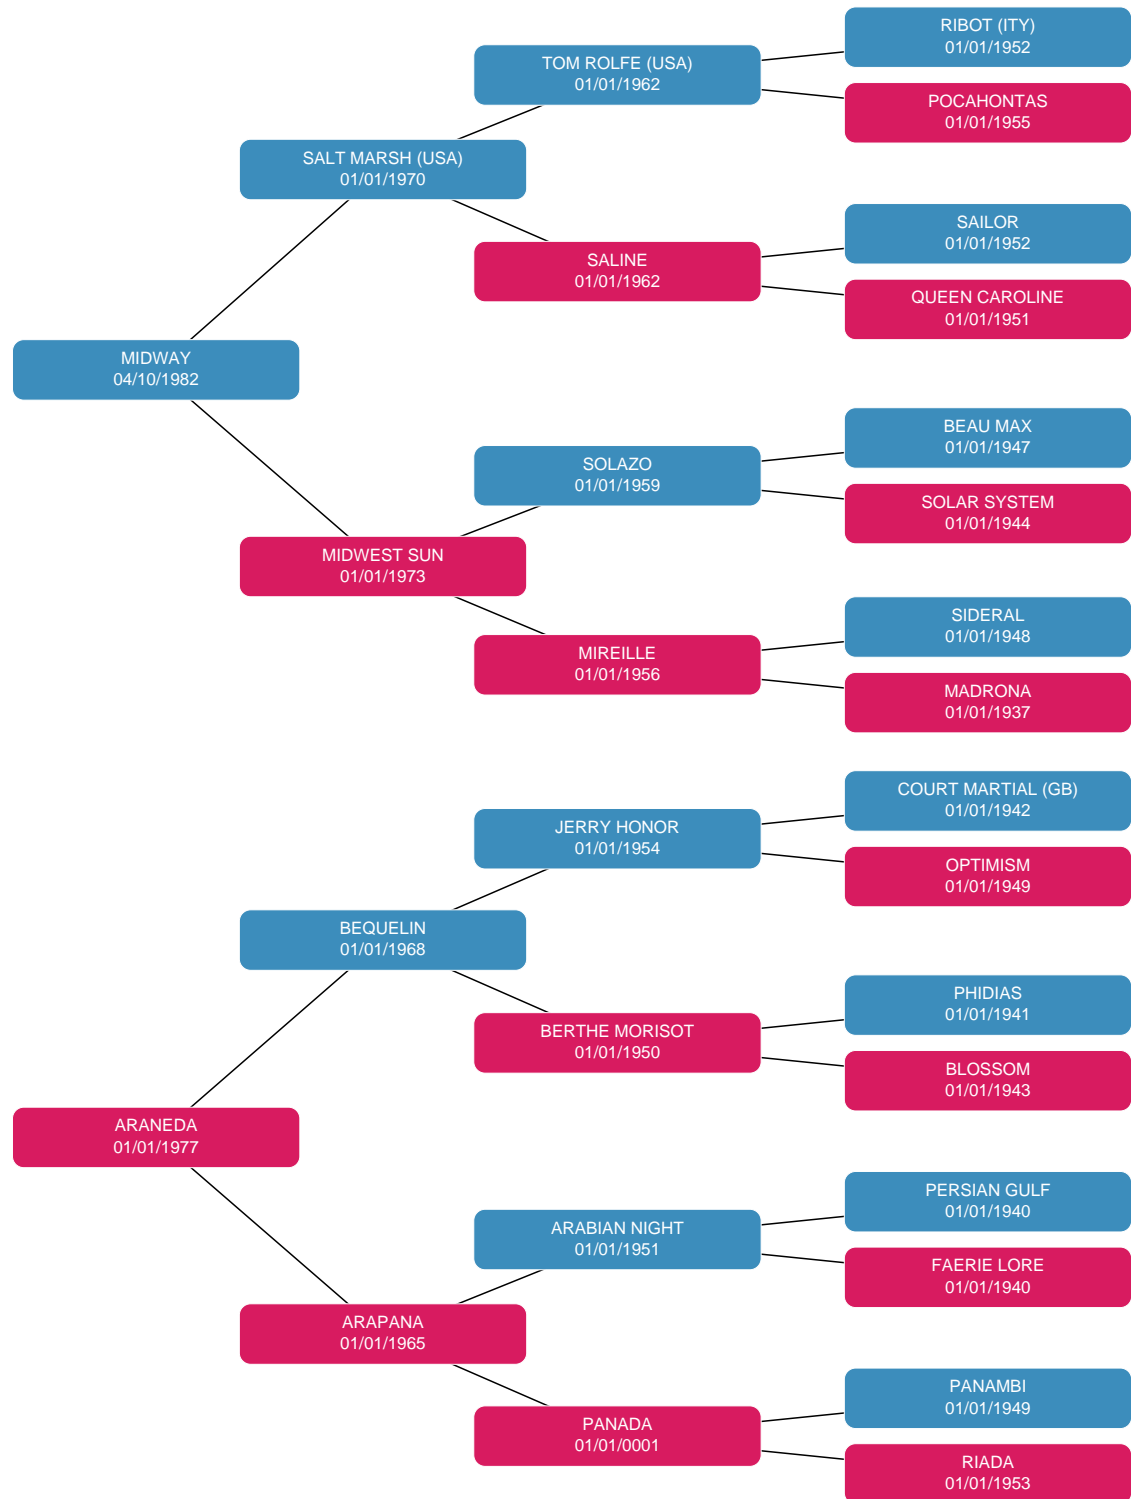 RIBOT (ITY)
01/01/1952
TOM ROLFE (USA)
01/01/1962
POCAHONTAS
01/01/1955
SALT MARSH (USA)
01/01/1970
SAILOR
01/01/1952
SALINE
01/01/1962
QUEEN CAROLINE
01/01/1951
MIDWAY
04/10/1982
BEAU MAX
01/01/1947
SOLAZO
01/01/1959
SOLAR SYSTEM
01/01/1944
MIDWEST SUN
01/01/1973
SIDERAL
01/01/1948
MIREILLE
01/01/1956
MADRONA
01/01/1937
COURT MARTIAL (GB)
01/01/1942
JERRY HONOR
01/01/1954
OPTIMISM
01/01/1949
BEQUELIN
01/01/1968
PHIDIAS
01/01/1941
BERTHE MORISOT
01/01/1950
BLOSSOM
01/01/1943
ARANEDA
01/01/1977
PERSIAN GULF
01/01/1940
ARABIAN NIGHT
01/01/1951
FAERIE LORE
01/01/1940
ARAPANA
01/01/1965
PANAMBI
01/01/1949
PANADA
01/01/0001
RIADA
01/01/1953